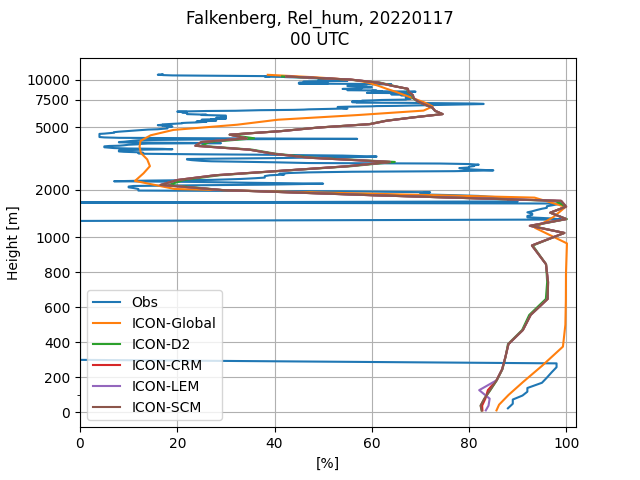 Falkenberg, Rel_hum, 20220117
00 UTC
Height [m]
10000
7500
5000
2000
1000
800
600
400
200
0
Obs
ICON-Global
ICON-D2
ICON-CRM
ICON-LEM
ICON-SCM
0 20 40 60 80 100
[%]